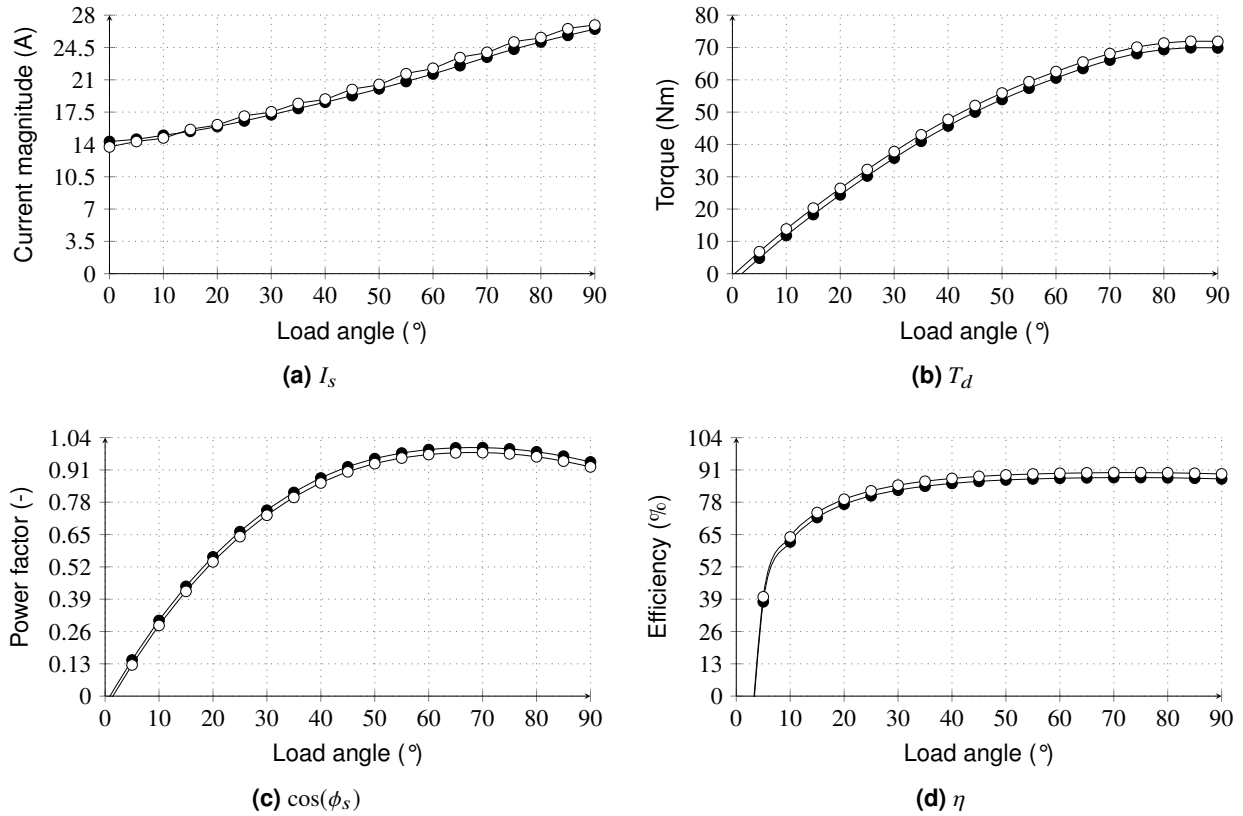 28
24.5
21
17.5
14
10.5
7
3.5
0
Current magnitude (A)
0 10 20 30 40 50 60 70 80 90
Load angle (°)
(a) I_s
80
70
60
50
40
30
20
10
0
Torque (Nm)
0 10 20 30 40 50 60 70 80 90
Load angle (°)
(b) T_d
1.04
0.91
0.78
0.65
0.52
0.39
0.26
0.13
0
Power factor (-)
0 10 20 30 40 50 60 70 80 90
Load angle (°)
(c) cos(ϕ_s)
104
91
78
65
52
39
26
13
0
Efficiency (%)
0 10 20 30 40 50 60 70 80 90
Load angle (°)
(d) η